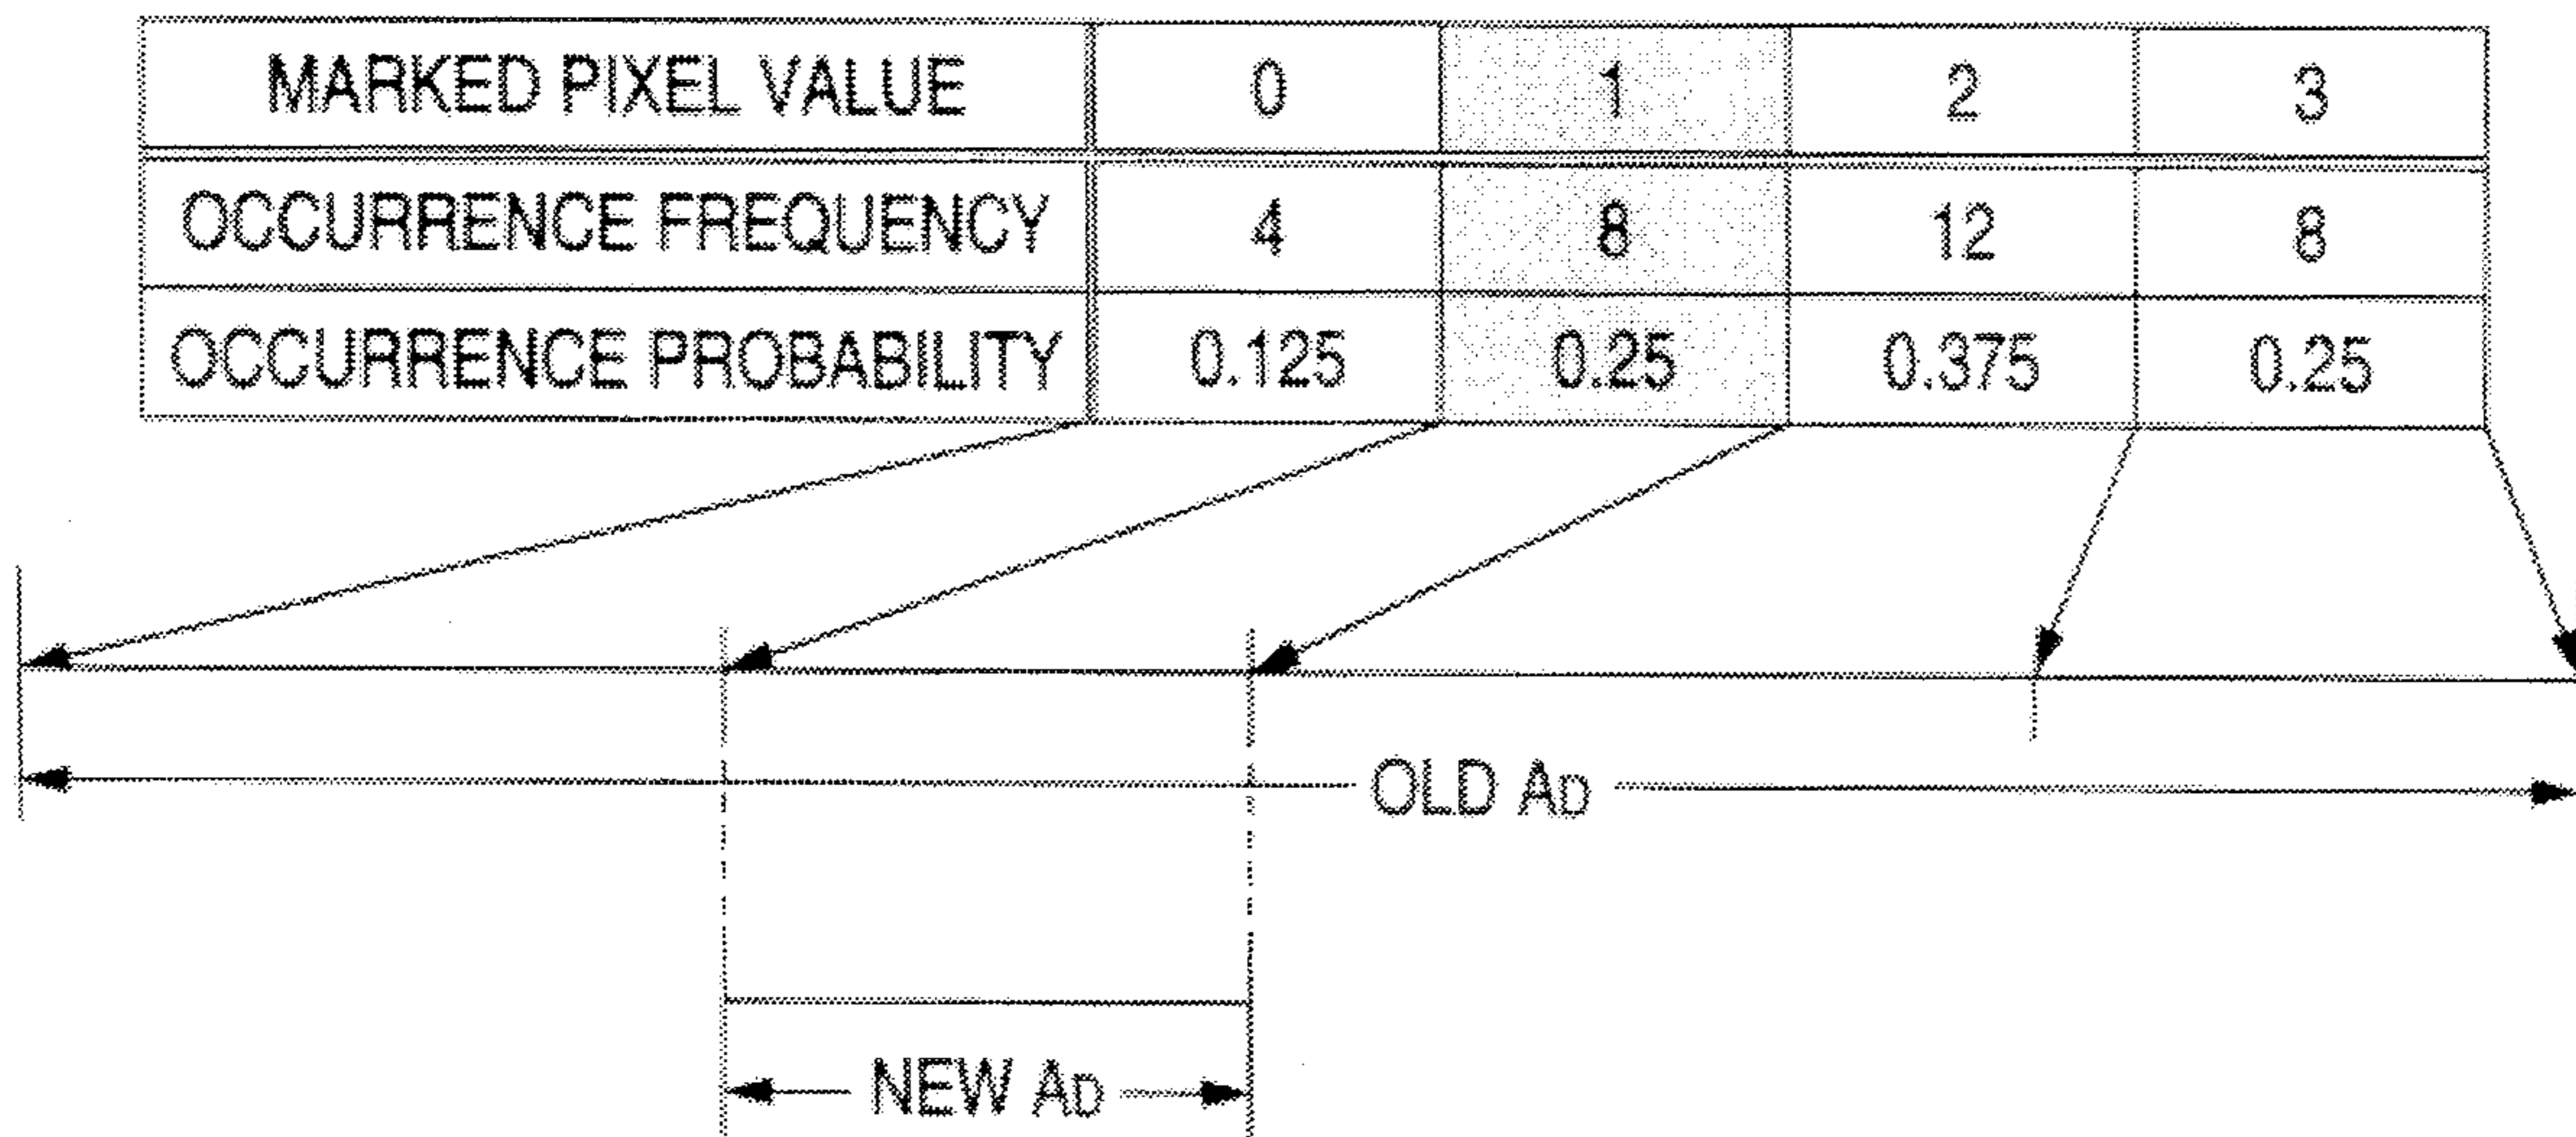 MARKED PIXEL VALUE 0 1 2 3
OCCURRENCE FREQUENCY 4 8 12 8
OCCURRENCE PROBABILITY 0.125 0.25 0.375 0.25
OLD AD
NEW AD